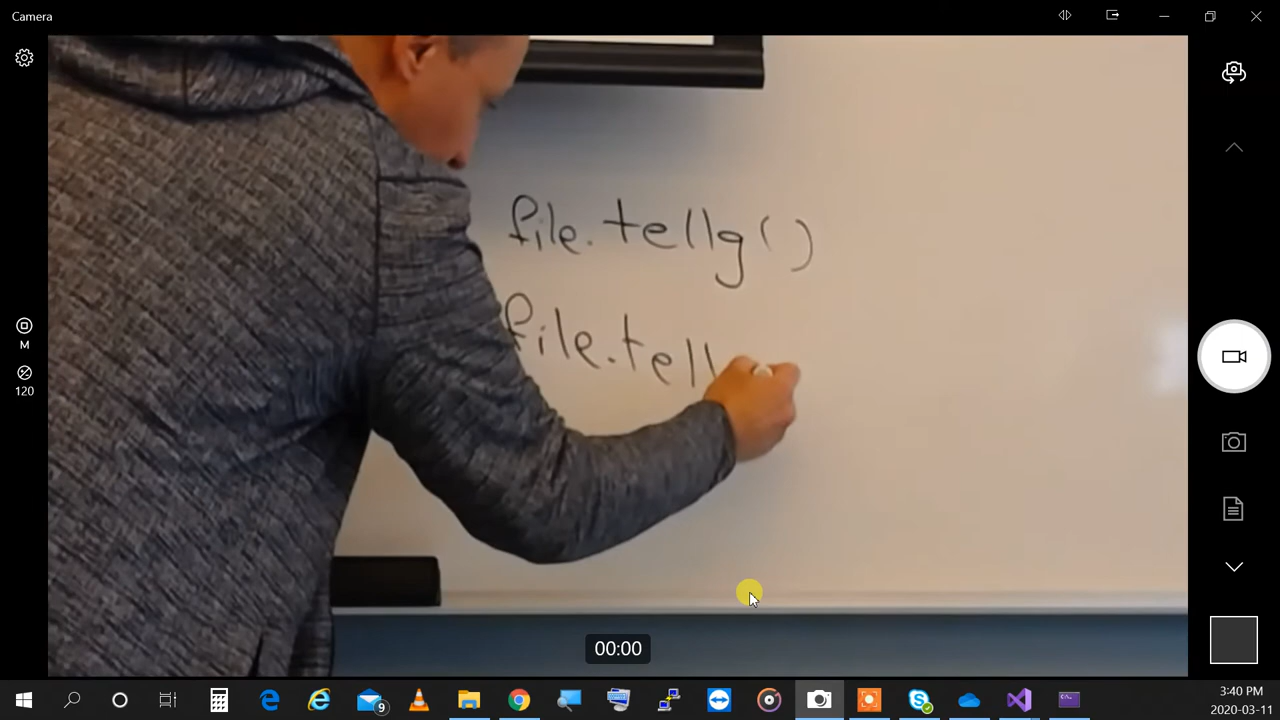 Camera
file.tellg()
file.tell
M
120
00:00
9
3:40 PM
2020-03-11